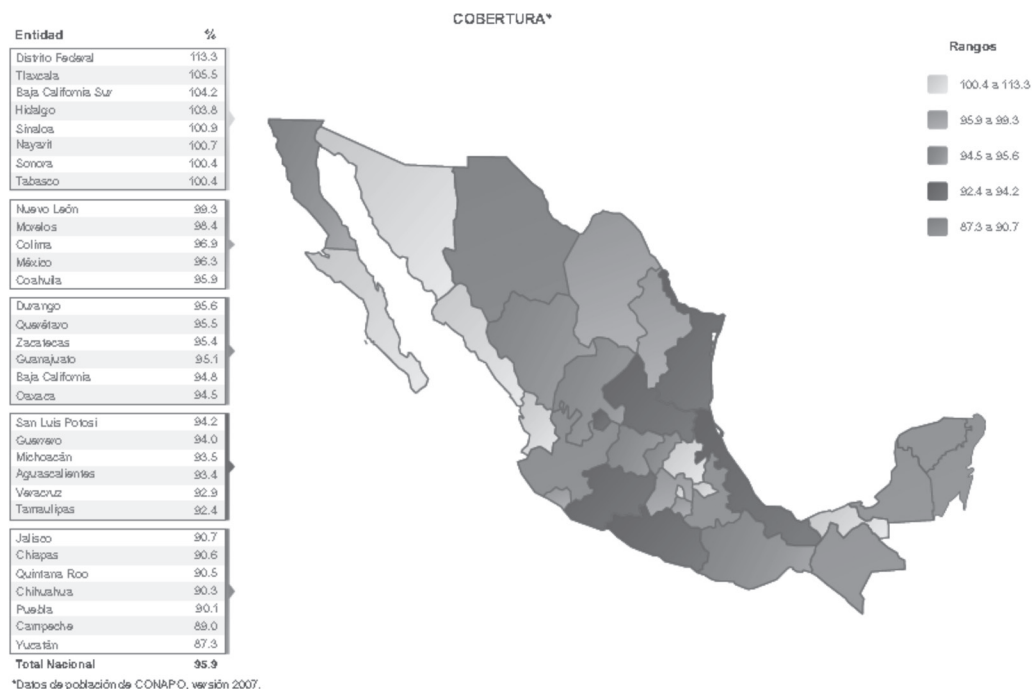 COBERTURA*
Entidad %
Distrito Federal 113.3
Tlaxcala 105.5
Baja California Sur 104.2
Hidalgo 103.8
Sinaloa 100.9
Nayarit 100.7
Sonora 100.4
Tabasco 100.4
Nuevo León 99.3
Morelos 98.4
Colima 96.9
México 96.3
Coahuila 95.9
Durango 95.6
Querétaro 95.5
Zacatecas 95.4
Guanajuato 95.1
Baja California 94.8
Oaxaca 94.5
San Luis Potosi 94.2
Guerrero 94.0
Michoacán 93.5
Aguascalientes 93.4
Veracruz 92.9
Tamaulipas 92.4
Jalisco 90.7
Chiapas 90.6
Quintana Roo 90.5
Chihuahua 90.3
Puebla 90.1
Campeche 89.0
Yucatán 87.3
Total Nacional 95.9
*Datos de población de CONAPO, versión 2007.
Rangos
100.4 a 113.3
95.9 a 99.3
94.5 a 95.6
92.4 a 94.2
87.3 a 90.7